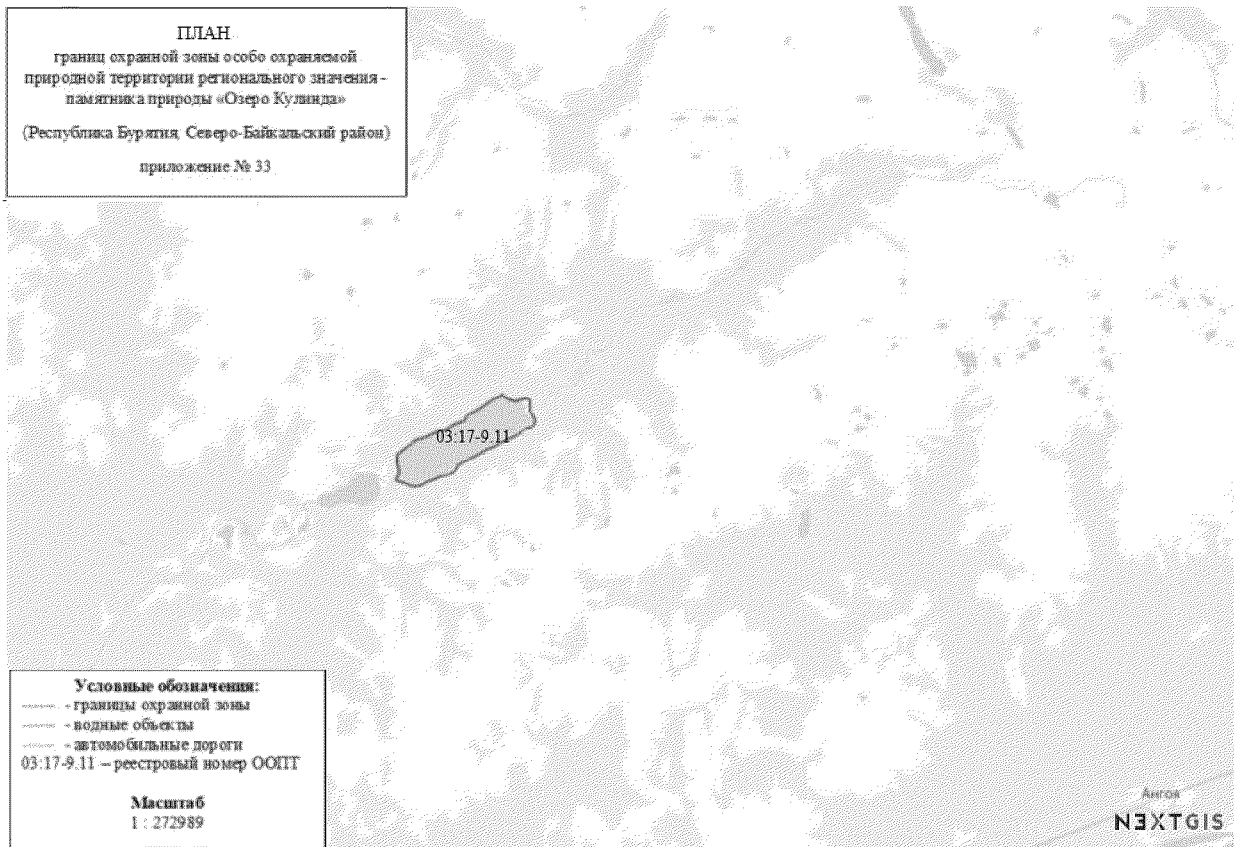 ПЛАН
границ охранной зоны особо охраняемой
природной территории регионального значения -
памятника природы «Озеро Кулинда»
(Республика Бурятия, Северо-Байкальский район)
приложение № 33
03:17-9.11
Условные обозначения:
- границы охранной зоны
- водные объекты
- автомобильные дороги
03:17-9.11 – реестровый номер ООПТ
Масштаб
1 : 272989
Ангоя
NЭXTGIS